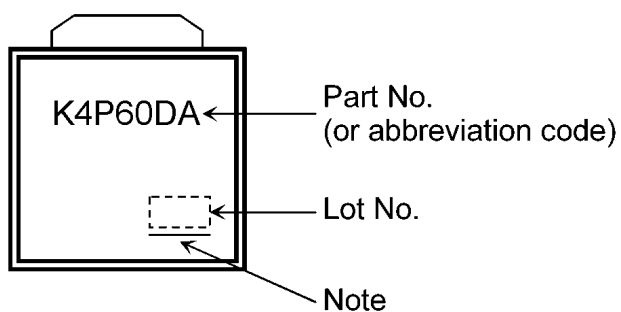 K4P60DA
Part No.
(or abbreviation code)
Lot No.
Note